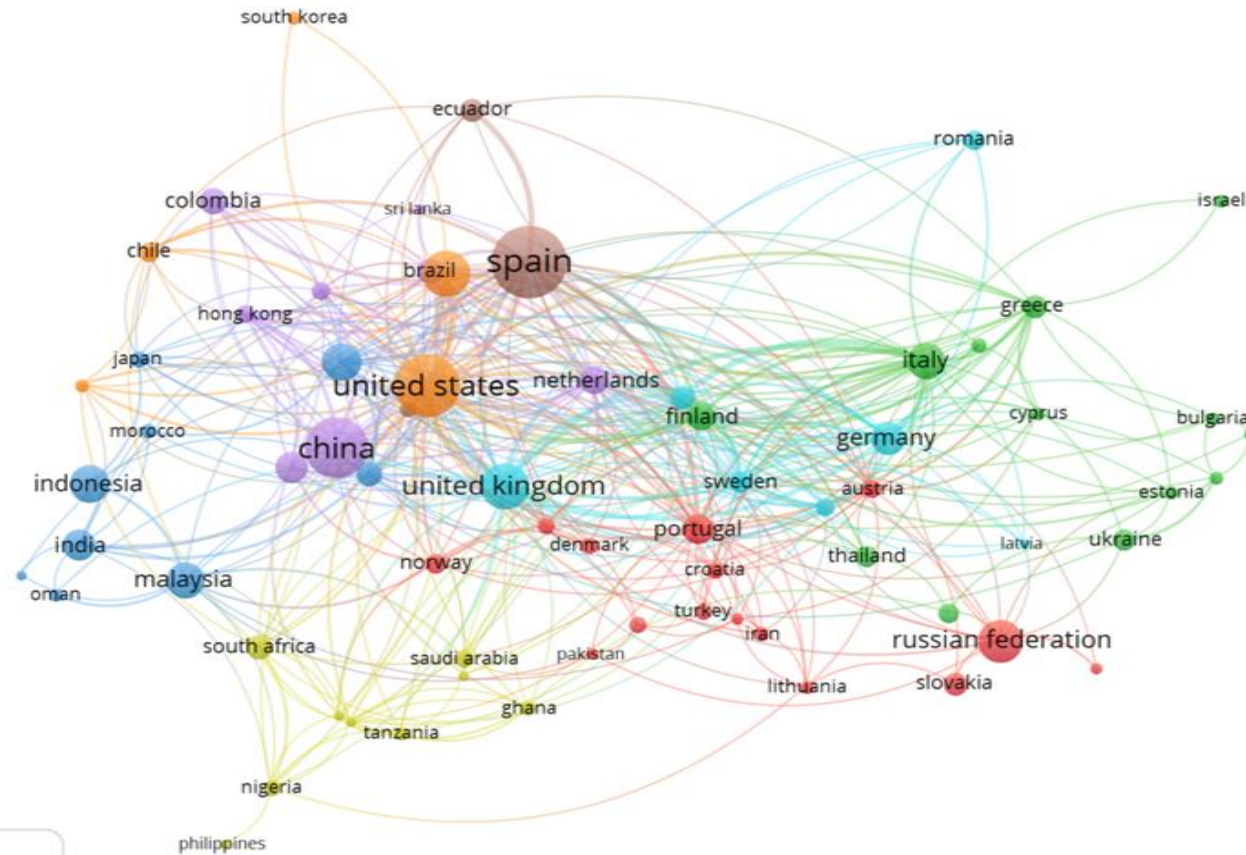 south korea
ecuador
romania
colombia
sri lanka
israel
chile
brazil
spain
hong kong
greece
japan
united states
netherlands
italy
finland
cyprus
bulgaria
morocco
china
germany
indonesia
united kingdom
sweden
austria
estonia
portugal
india
denmark
latvia
ukraine
norway
thailand
malaysia
croatia
oman
turkey
iran
russian federation
south africa
saudi arabia
pakistan
lithuania
slovakia
ghana
tanzania
nigeria
philippines